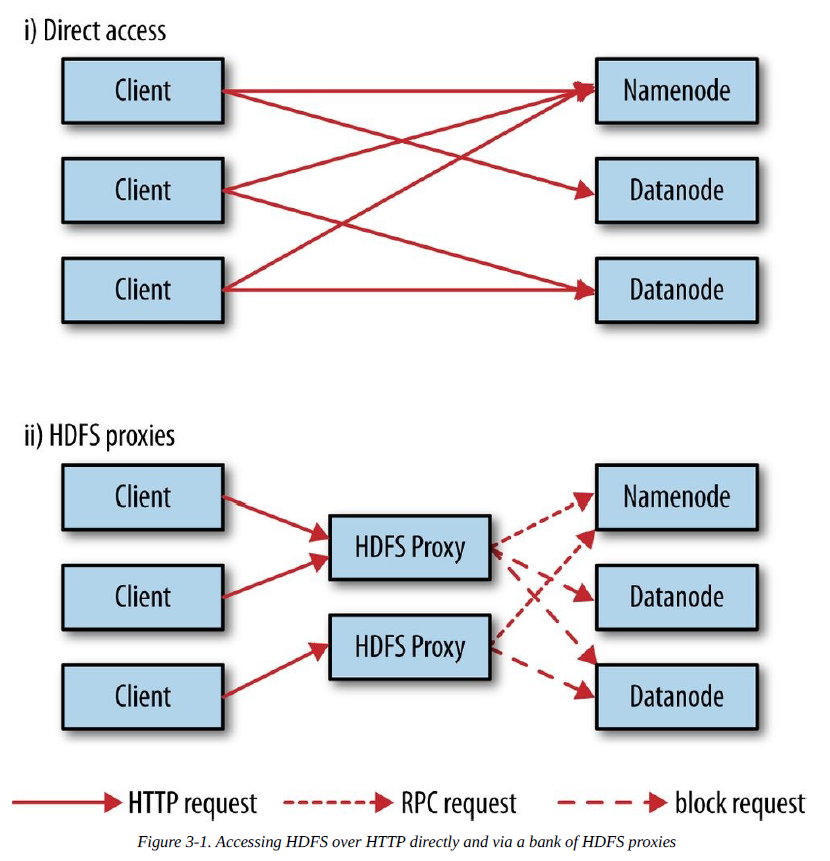 i) Direct access
Client
Namenode
Client
Datanode
Client
Datanode
ii) HDFS proxies
Client
Namenode
HDFS Proxy
Client
Datanode
HDFS Proxy
Client
Datanode
HTTP request
RPC request
block request
Figure 3-1. Accessing HDFS over HTTP directly and via a bank of HDFS proxies